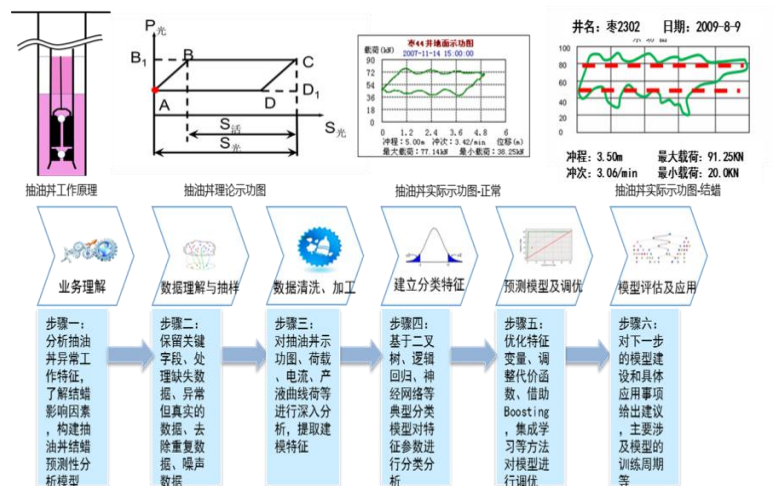 P光
B₁
B
C
A
D
D₁
S活
S光
S光
枣44井地面示功图
载荷(kN)
2007-11-14 15:00:00
90
72
54
36
18
0
0
1.2
2.4
3.6
4.8
6
冲程：5.00m 冲次：3.42/min 位移(m)
最大载荷：77.14kN 最小载荷：38.25kN
井名：枣2302 日期：2009-8-9
100
80
60
40
20
0
冲程：3.50m 最大载荷：91.25KN
冲次：3.06/min 最小载荷：20.0KN
抽油井工作原理
抽油井理论示功图
抽油井实际示功图-正常
抽油井实际示功图-结蜡
业务理解
数据理解与抽样
数据清洗、加工
建立分类特征
预测模型及调优
模型评估及应用
步骤一：
分析抽油
井异常工
作特征，
了解结蜡
影响因素
，构建抽
油井结蜡
预测性分
析模型
步骤二：
保留关键
字段、处
理缺失数
据、异常
但真实的
数据、去
除重复数
据、噪声
数据
步骤三：
对抽油井示
功图、荷载
、电流、产
液曲线荷等
进行深入分
析，提取建
模特征
步骤四：
基于二叉
树、逻辑
回归、神
经网络等
典型分类
模型对特
征参数进
行分类分
析
步骤五：
优化特征
变量、调
整代价函
数、借助
Boosting
，集成学
习等方法
对模型进
行调优
步骤六：
对下一步
的模型建
设和具体
应用事项
给出建议
，主要涉
及模型的
训练周期
等